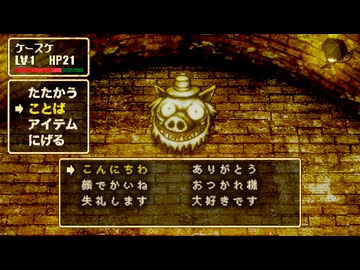 ケースケ
LV1 HP21
たたかう
ことば
アイテム
にげる
こんにちわ ありがとう
顔でかいね おつかれ様
失礼します 大好きです